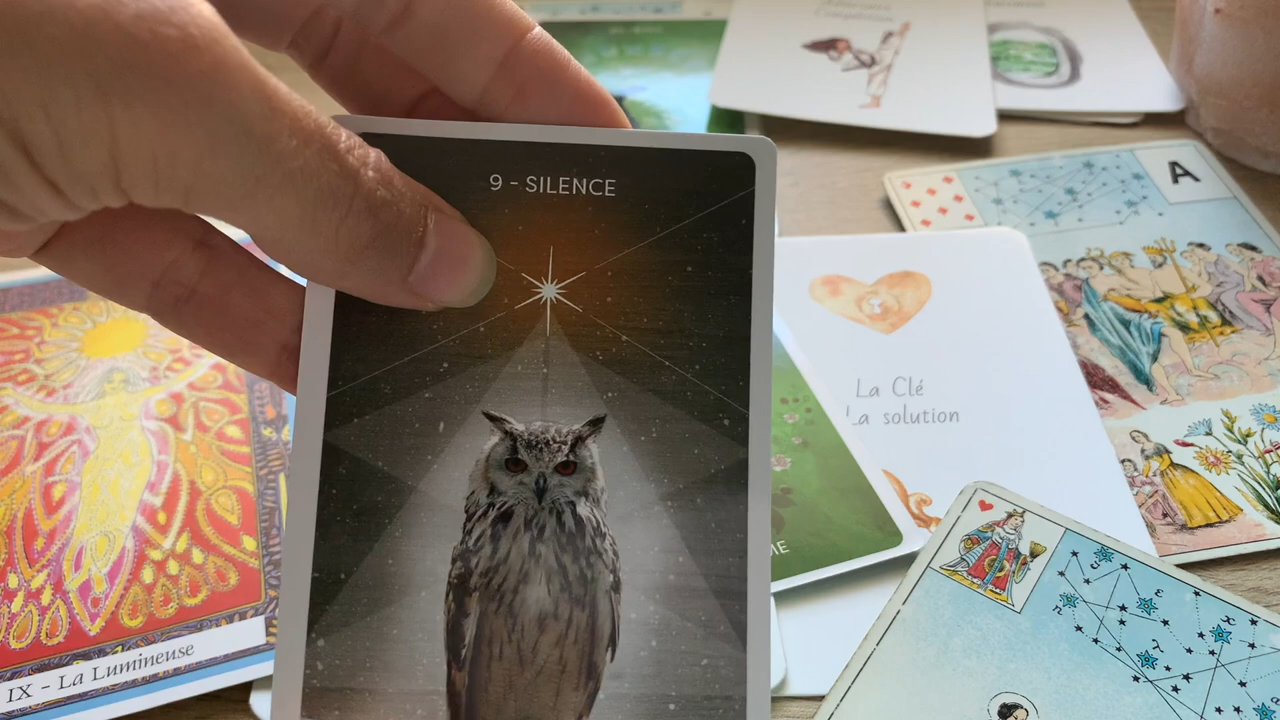 9 - SILENCE
A
La Clé
La solution
IX - La Lumineuse